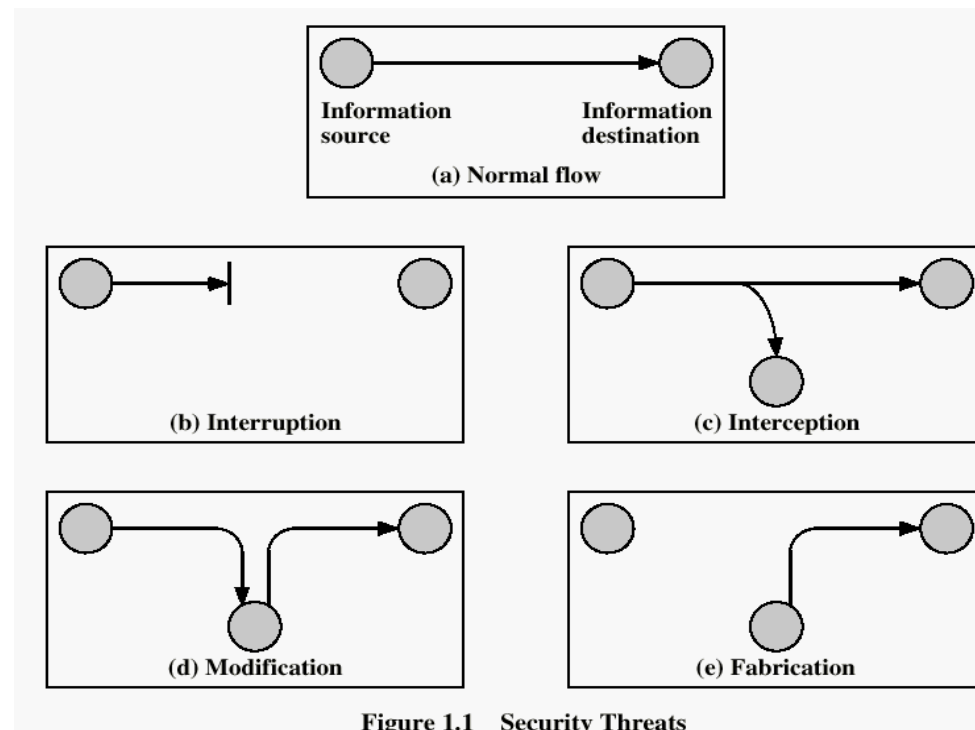 Information Information
source destination
(a) Normal flow
(b) Interruption
(c) Interception
(d) Modification
(e) Fabrication
Figure 1.1 Security Threats